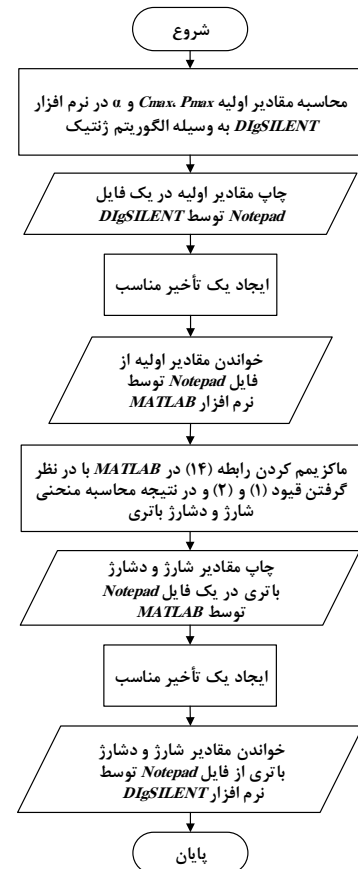 شروع
محاسبه مقادیر اولیه Cmax، Pmax و α در نرم افزار
DIgSILENT به وسیله الگوریتم ژنتیک
چاپ مقادیر اولیه در یک فایل
Notepad توسط DIgSILENT
ایجاد یک تأخیر مناسب
خواندن مقادیر اولیه از
فایل Notepad توسط
نرم افزار MATLAB
ماکزیمم کردن رابطه (۱۴) در MATLAB با در نظر
گرفتن قیود (۱) و (۲) و در نتیجه محاسبه منحنی
شارژ و دشارژ باتری
چاپ مقادیر شارژ و دشارژ
باتری در یک فایل Notepad
توسط MATLAB
ایجاد یک تأخیر مناسب
خواندن مقادیر شارژ و دشارژ
باتری از فایل Notepad توسط
نرم افزار DIgSILENT
پایان